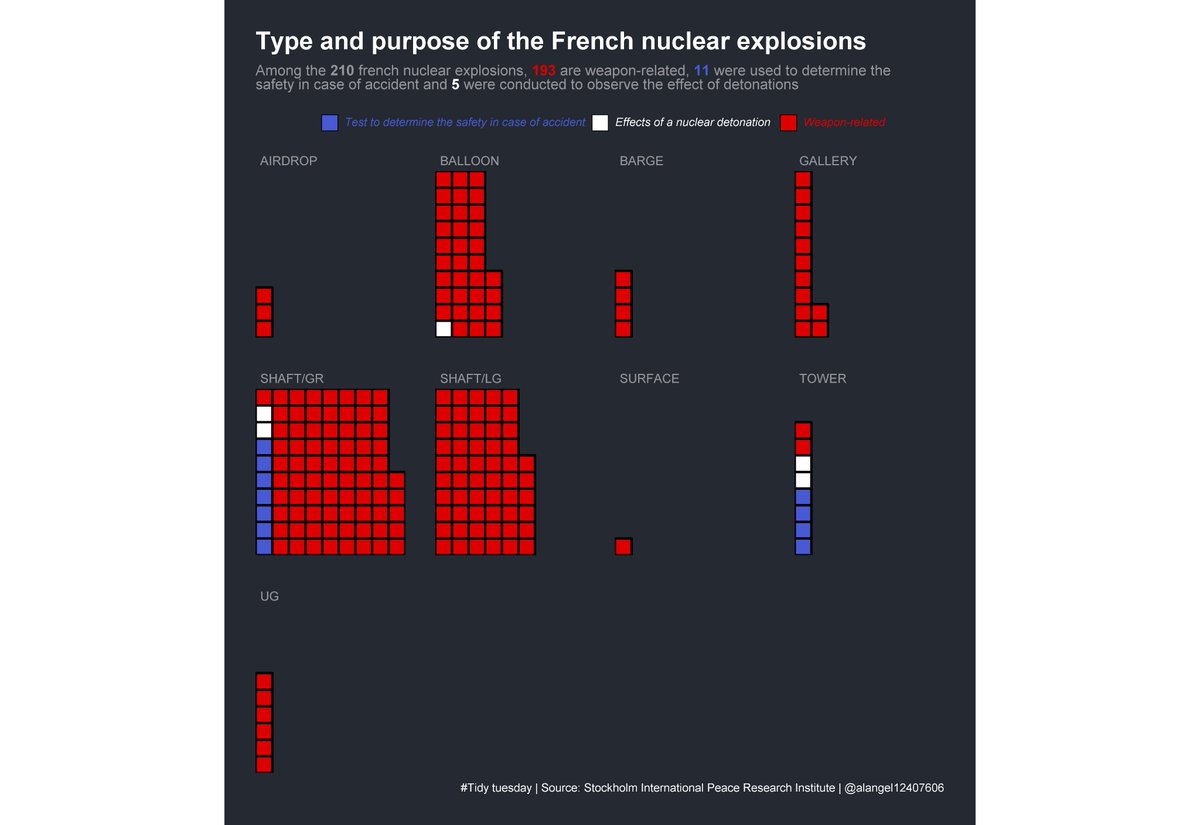 Type and purpose of the French nuclear explosions
Among the 210 french nuclear explosions, 193 are weapon-related, 11 were used to determine the
safety in case of accident and 5 were conducted to observe the effect of detonations
Test to determine the safety in case of accident Effects of a nuclear detonation Weapon-related
AIRDROP BALLOON BARGE GALLERY
SHAFT/GR SHAFT/LG SURFACE TOWER
UG
#Tidy tuesday | Source: Stockholm International Peace Research Institute | @alangel12407606